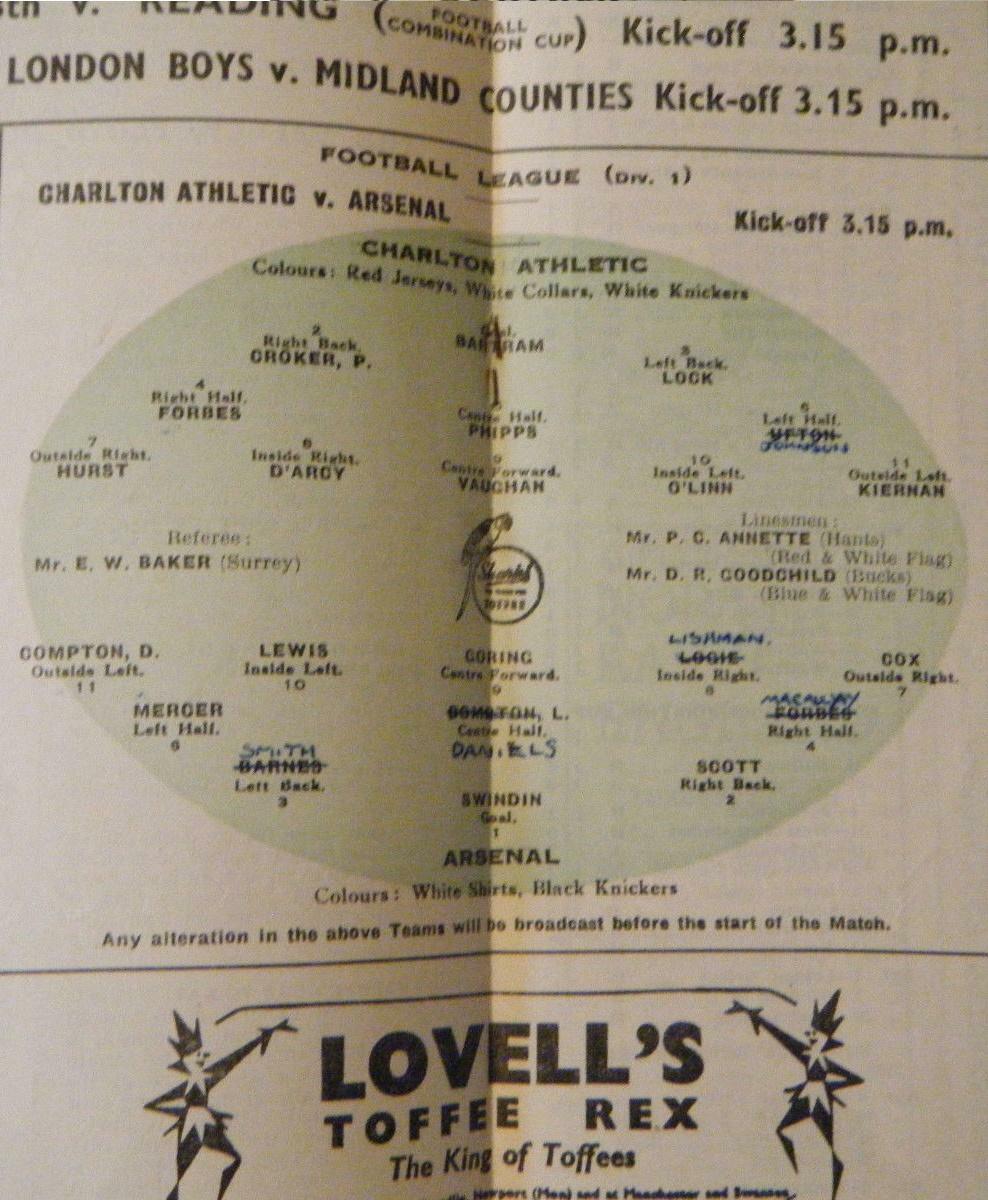 v. READING (FOOTBALL COMBINATION CUP) Kick-off 3.15 p.m.
LONDON BOYS v. MIDLAND COUNTIES Kick-off 3.15 p.m.
FOOTBALL LEAGUE (DIV. 1)
CHARLTON ATHLETIC v. ARSENAL Kick-off 3.15 p.m.
CHARLTON ATHLETIC
Colours: Red Jerseys, White Collars, White Knickers
2 Goal. 3
Right Back. BARTRAM Left Back.
CROKER, P. LOCK
4 6
Right Half. Centre Half. Left Half.
FORBES PHIPPS UFTON
JOHNSON
7 8 9 10 11
Outside Right. Inside Right. Centre Forward. Inside Left. Outside Left.
HURST D'ARCY VAUGHAN O'LINN KIERNAN
Referee: Linesmen:
Mr. E. W. BAKER (Surrey) Mr. P. C. ANNETTE (Hants)
(Red & White Flag)
Mr. D. R. GOODCHILD (Bucks)
(Blue & White Flag)
TOFFEE
LISHMAN.
COMPTON, D. LEWIS GORING LOGIE COX
Outside Left. Inside Left. Centre Forward. Inside Right. Outside Right.
11 10 9 8 7
MACAULAY
MERCER COMPTON, L. FORBES
Left Half. Centre Half. Right Half.
6 DANIELS 4
SMITH
BARNES SCOTT
Left Back. Right Back.
3 2
SWINDIN
Goal.
1
ARSENAL
Colours: White Shirts, Black Knickers
Any alteration in the above Teams will be broadcast before the start of the Match.
LOVELL'S
TOFFEE REX
The King of Toffees
Newport (Mon) and at Manchester and Swansea